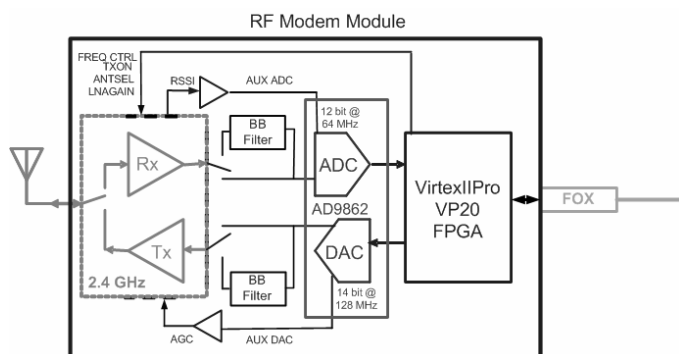 RF Modem Module
FREQ CTRL
TXON
ANTSEL
LNAGAIN
RSSI
AUX ADC
BB
Filter
12 bit @
64 MHz
Rx
ADC
VirtexIIPro
VP20
FPGA
FOX
AD9862
Tx
DAC
2.4 GHz
BB
Filter
14 bit @
128 MHz
AGC
AUX DAC